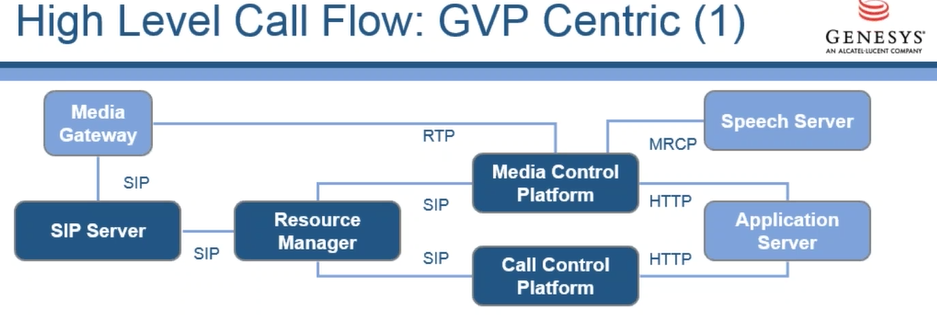 High Level Call Flow: GVP Centric (1)
GENESYS
AN ALCATEL-LUCENT COMPANY
Media
Gateway
RTP
Speech Server
MRCP
SIP
Media Control
Platform
SIP
HTTP
SIP Server
SIP
Resource
Manager
Application
Server
SIP
HTTP
Call Control
Platform